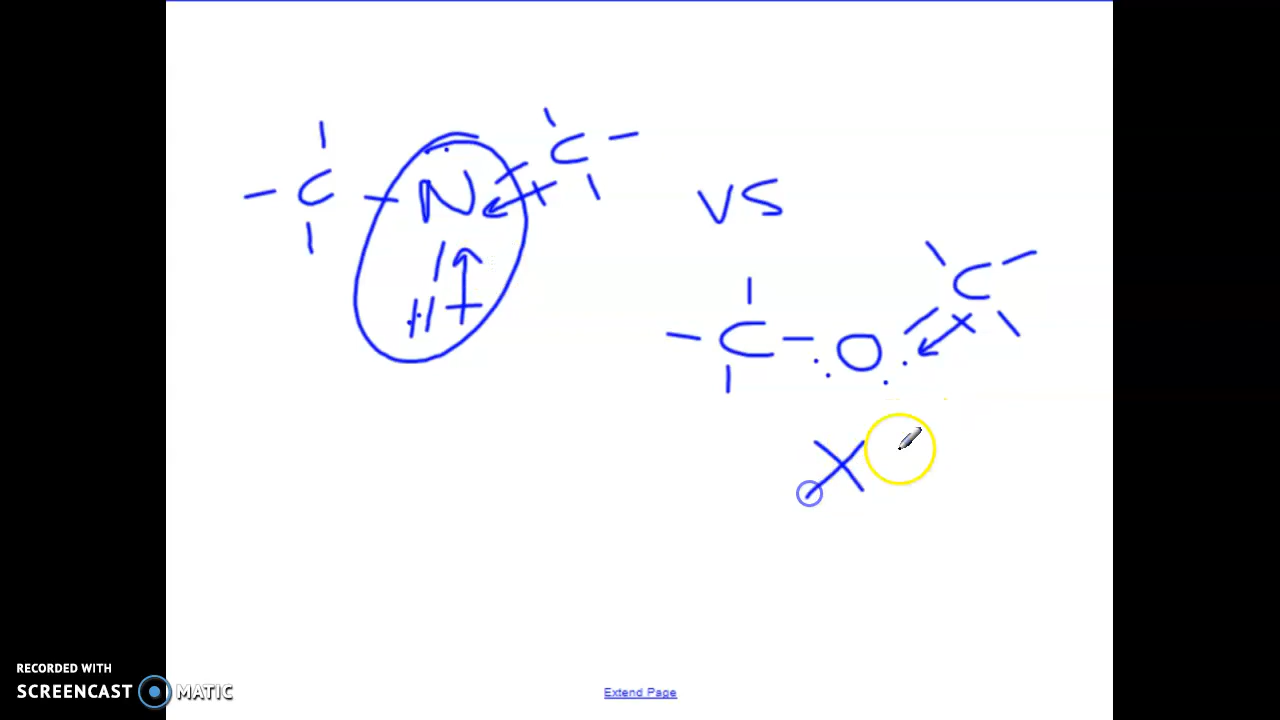 C N C
H
vs
C O C
X
RECORDED WITH
SCREENCAST MATIC
Extend Page